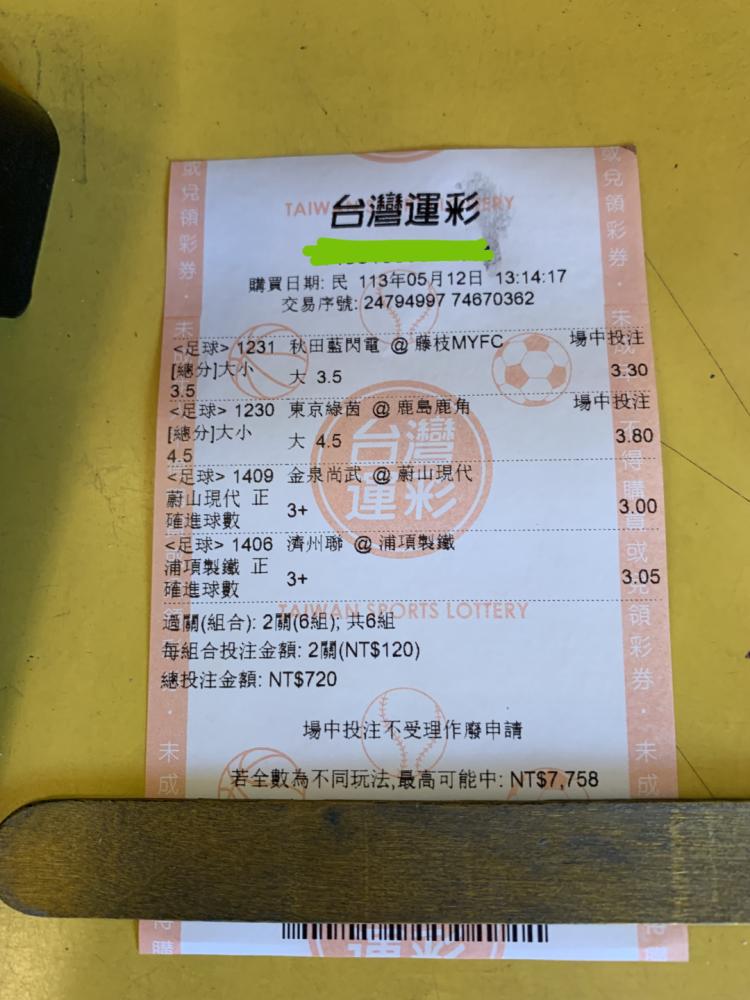 TAIWAN SPORTS LOTTERY
台灣運彩
購買日期: 民 113年05月12日 13:14:17
交易序號: 24794997 74670362
<足球> 1231 秋田藍閃電 @ 藤枝MYFC 場中投注
[總分]大小 大 3.5 3.30
3.5
<足球> 1230 東京綠茵 @ 鹿島鹿角 場中投注
[總分]大小 大 4.5 3.80
4.5
<足球> 1409 金泉尚武 @ 蔚山現代
蔚山現代 正 3+ 3.00
確進球數
<足球> 1406 濟州聯 @ 浦項製鐵
浦項製鐵 正 3+ 3.05
確進球數
台灣運彩
TAIWAN SPORTS LOTTERY
過關(組合): 2關(6組); 共6組
每組合投注金額: 2關(NT$120)
總投注金額: NT$720
場中投注不受理作廢申請
若全數為不同玩法,最高可能中: NT$7,758